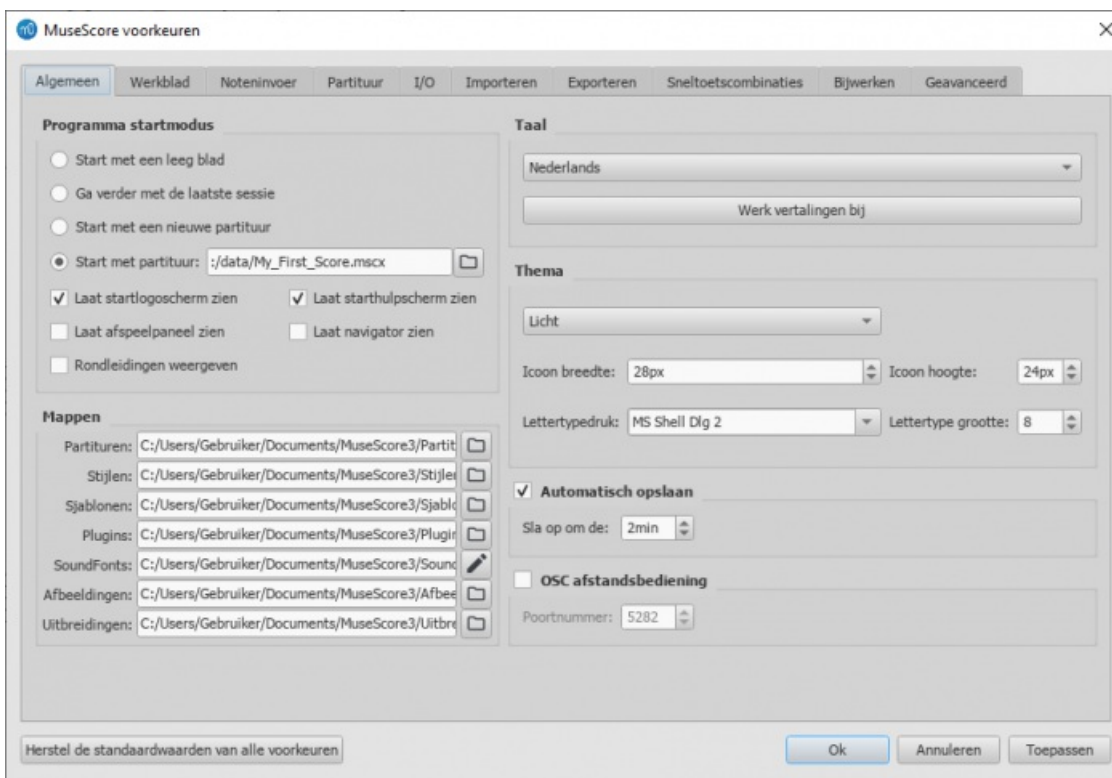 MuseScore voorkeuren
Algemeen Werkblad Noteninvoer Partituur I/O Importeren Exporteren Sneltoetscombinaties Bijwerken Geavanceerd
Programma startmodus
Start met een leeg blad
Ga verder met de laatste sessie
Start met een nieuwe partituur
Start met partituur: :/data/My_First_Score.mscx
Laat startlogoscherm zien Laat starthulpscherm zien
Laat afspeelpaneel zien Laat navigator zien
Rondleidingen weergeven
Mappen
Partituren: C:/Users/Gebruiker/Documents/MuseScore3/Partit
Stijlen: C:/Users/Gebruiker/Documents/MuseScore3/Stijler
Sjablonen: C:/Users/Gebruiker/Documents/MuseScore3/Sjablo
Plugins: C:/Users/Gebruiker/Documents/MuseScore3/Plugin
SoundFonts: C:/Users/Gebruiker/Documents/MuseScore3/Sound
Afbeeldingen: C:/Users/Gebruiker/Documents/MuseScore3/Afbee
Uitbreidingen: C:/Users/Gebruiker/Documents/MuseScore3/Uitbre
Taal
Nederlands
Werk vertalingen bij
Thema
Licht
Icoon breedte: 28px Icoon hoogte: 24px
Lettertypedruk: MS Shell Dlg 2 Lettertype grootte: 8
Automatisch opslaan
Sla op om de: 2min
OSC afstandsbediening
Poortnummer: 5282
Herstel de standaardwaarden van alle voorkeuren Ok Annuleren Toepassen